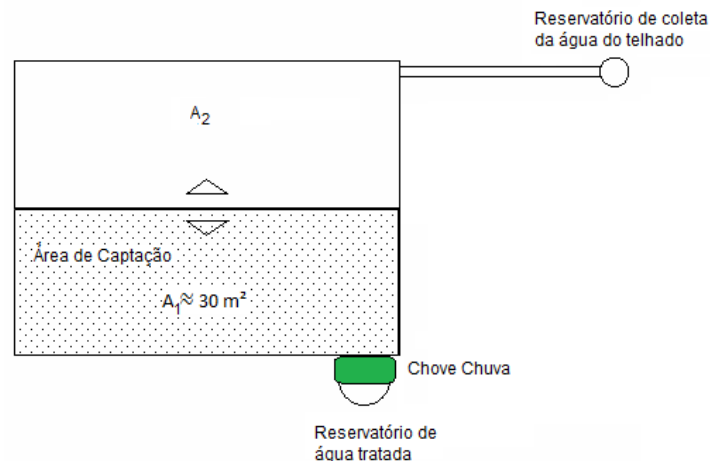 Reservatório de coleta
da água do telhado
A2
Área de Captação
A1≈ 30 m²
Chove Chuva
Reservatório de
água tratada